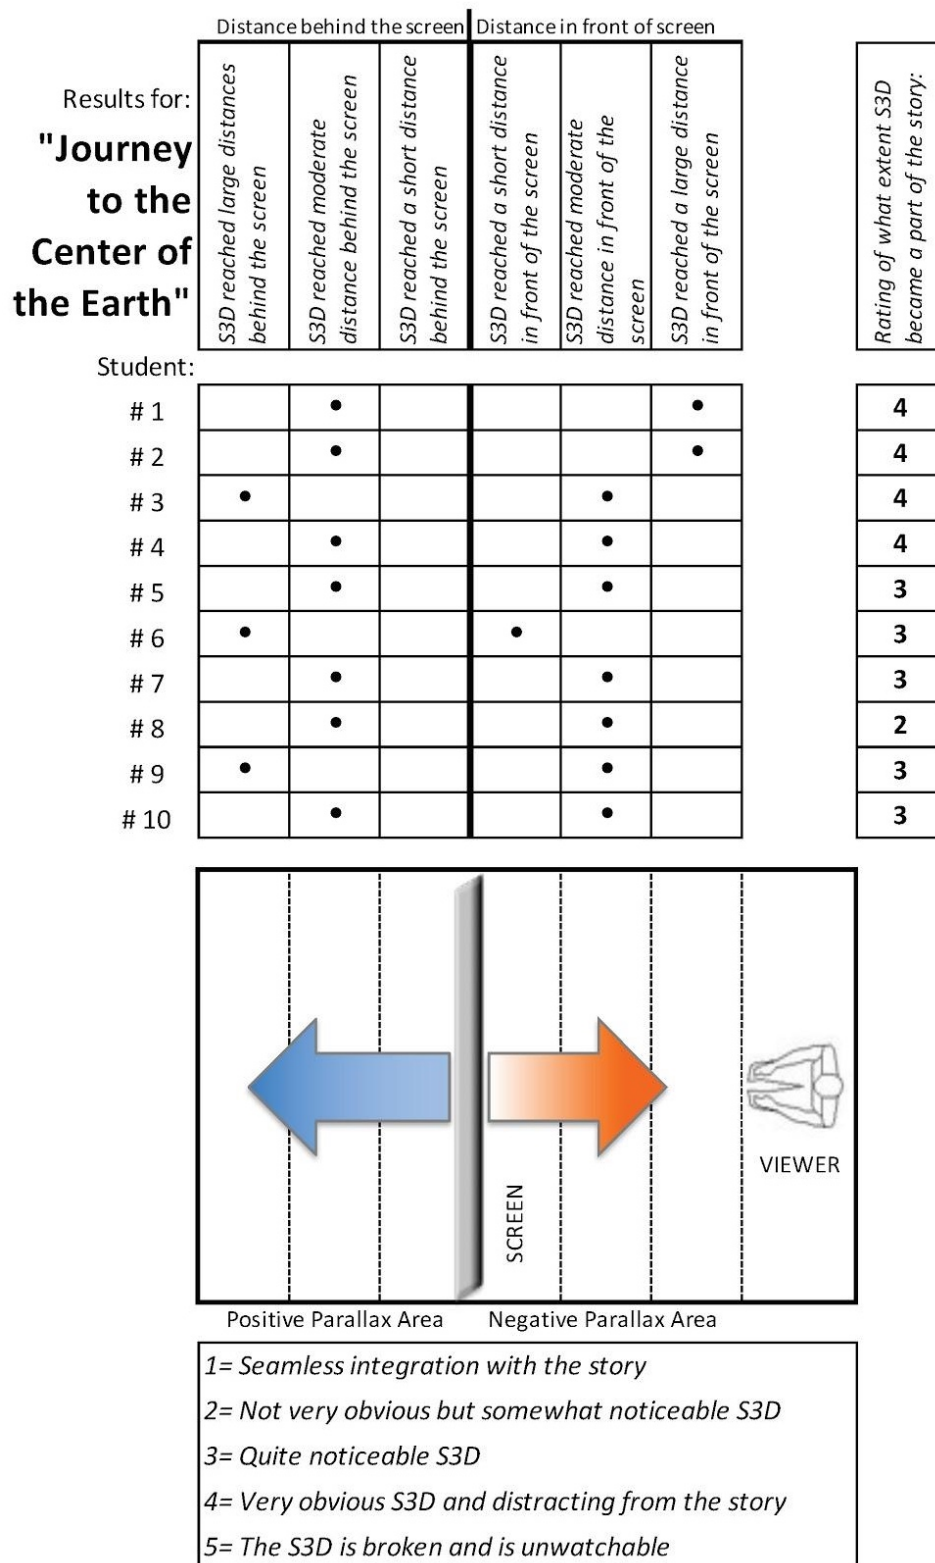 Distance behind the screen
Distance in front of screen
Results for:
"Journey
to the
Center of
the Earth"
S3D reached large distances
behind the screen
S3D reached moderate
distance behind the screen
S3D reached a short distance
behind the screen
S3D reached a short distance
in front of the screen
S3D reached moderate
distance in front of the
screen
S3D reached a large distance
in front of the screen
Rating of what extent S3D
became a part of the story:
Student:
# 1 • • 4
# 2 • • 4
# 3 • • 4
# 4 • • 4
# 5 • • 3
# 6 • • 3
# 7 • • 3
# 8 • • 2
# 9 • • 3
# 10 • • 3
SCREEN
VIEWER
Positive Parallax Area
Negative Parallax Area
1= Seamless integration with the story
2= Not very obvious but somewhat noticeable S3D
3= Quite noticeable S3D
4= Very obvious S3D and distracting from the story
5= The S3D is broken and is unwatchable